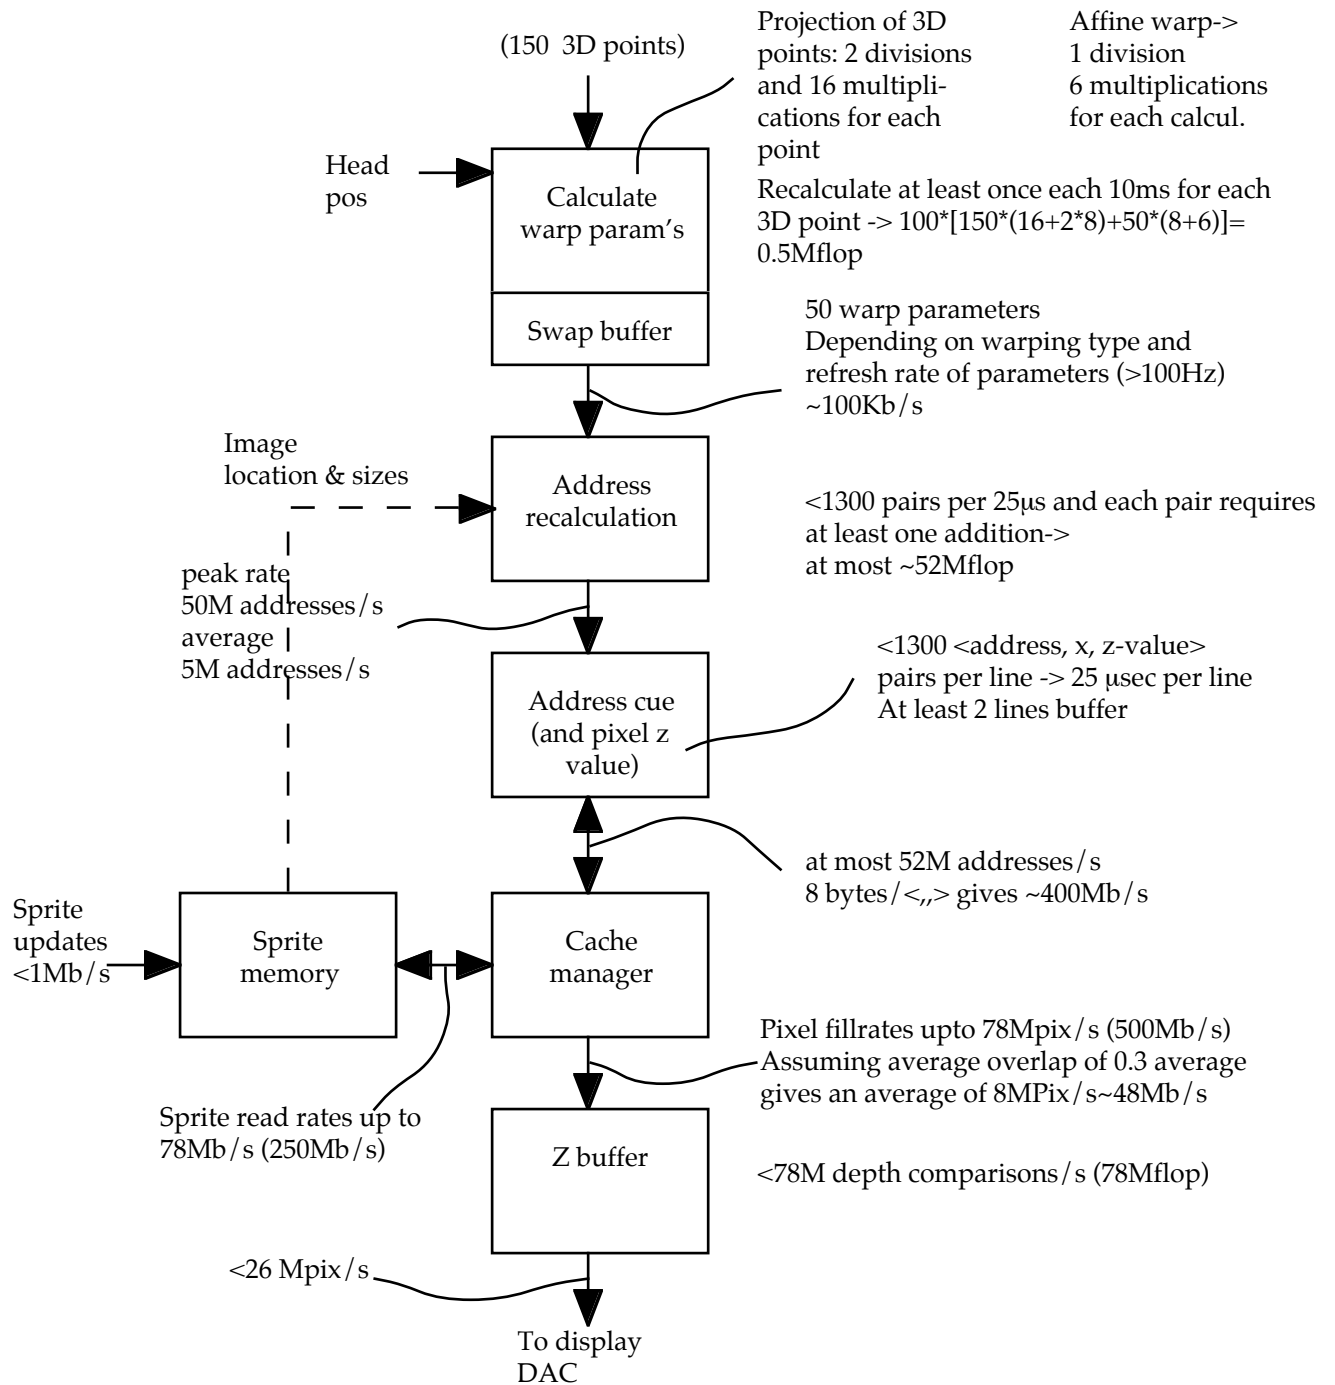 (150  3D points)
Projection of 3D
points: 2 divisions
and 16 multipli-
cations for each
point
Affine warp->
1 division
6 multiplications
for each calcul.
Head
pos
Calculate
warp param's
Recalculate at least once each 10ms for each
3D point -> 100*[150*(16+2*8)+50*(8+6)]=
0.5Mflop
Swap buffer
50 warp parameters
Depending on warping type and
refresh rate of parameters (>100Hz)
~100Kb/s
Image
location & sizes
Address
recalculation
<1300 pairs per 25µs and each pair requires
at least one addition->
at most ~52Mflop
peak rate
50M addresses/s
average
5M addresses/s
<1300 <address, x, z-value>
pairs per line -> 25 µsec per line
At least 2 lines buffer
Address cue
(and pixel z
value)
at most 52M addresses/s
8 bytes/<,,> gives ~400Mb/s
Sprite
updates
<1Mb/s
Sprite
memory
Cache
manager
Pixel fillrates upto 78Mpix/s (500Mb/s)
Assuming average overlap of 0.3 average
gives an average of 8MPix/s~48Mb/s
Sprite read rates up to
78Mb/s (250Mb/s)
Z buffer
<78M depth comparisons/s (78Mflop)
<26 Mpix/s
To display
DAC